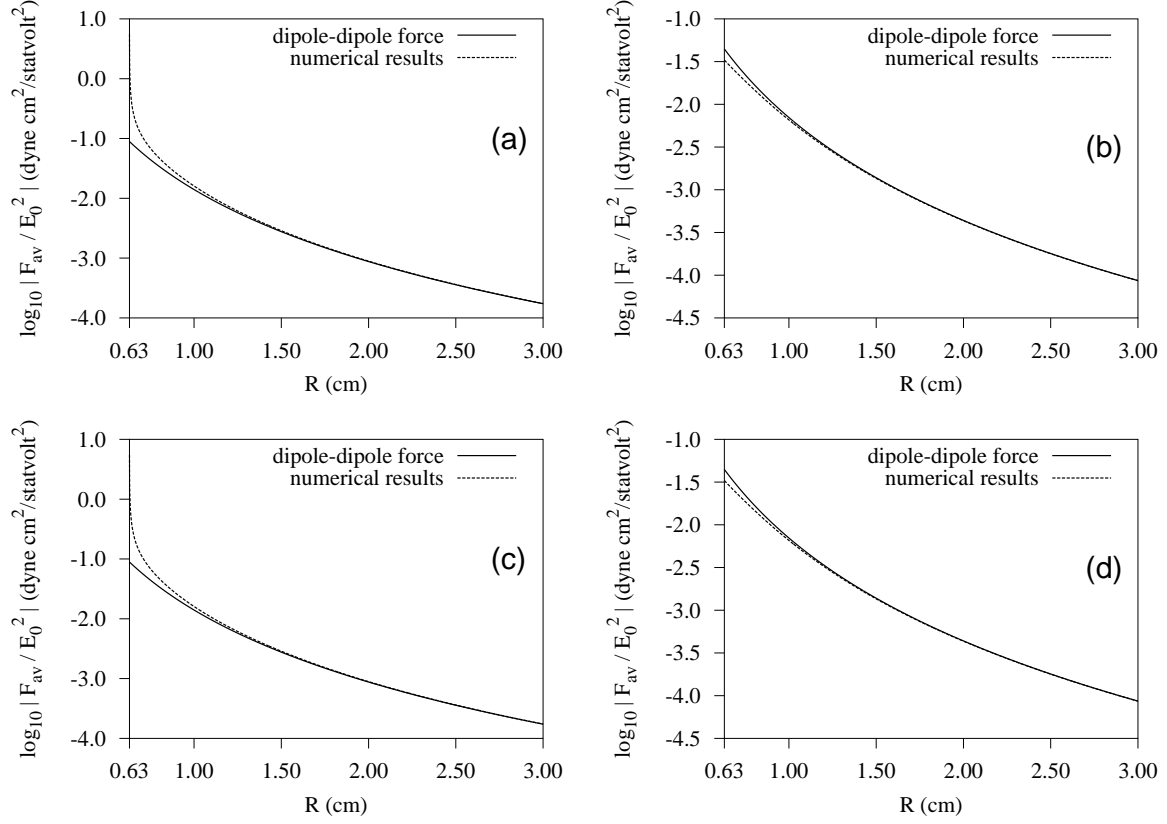 1.0
0.0
-1.0
-2.0
-3.0
-4.0
log10 | Fav / E0^2 | (dyne cm^2/statvolt^2)
dipole-dipole force
numerical results
(a)
0.63 1.00 1.50 2.00 2.50 3.00
R (cm)
-1.0
-1.5
-2.0
-2.5
-3.0
-3.5
-4.0
-4.5
log10 | Fav / E0^2 | (dyne cm^2/statvolt^2)
dipole-dipole force
numerical results
(b)
0.63 1.00 1.50 2.00 2.50 3.00
R (cm)
1.0
0.0
-1.0
-2.0
-3.0
-4.0
log10 | Fav / E0^2 | (dyne cm^2/statvolt^2)
dipole-dipole force
numerical results
(c)
0.63 1.00 1.50 2.00 2.50 3.00
R (cm)
-1.0
-1.5
-2.0
-2.5
-3.0
-3.5
-4.0
-4.5
log10 | Fav / E0^2 | (dyne cm^2/statvolt^2)
dipole-dipole force
numerical results
(d)
0.63 1.00 1.50 2.00 2.50 3.00
R (cm)